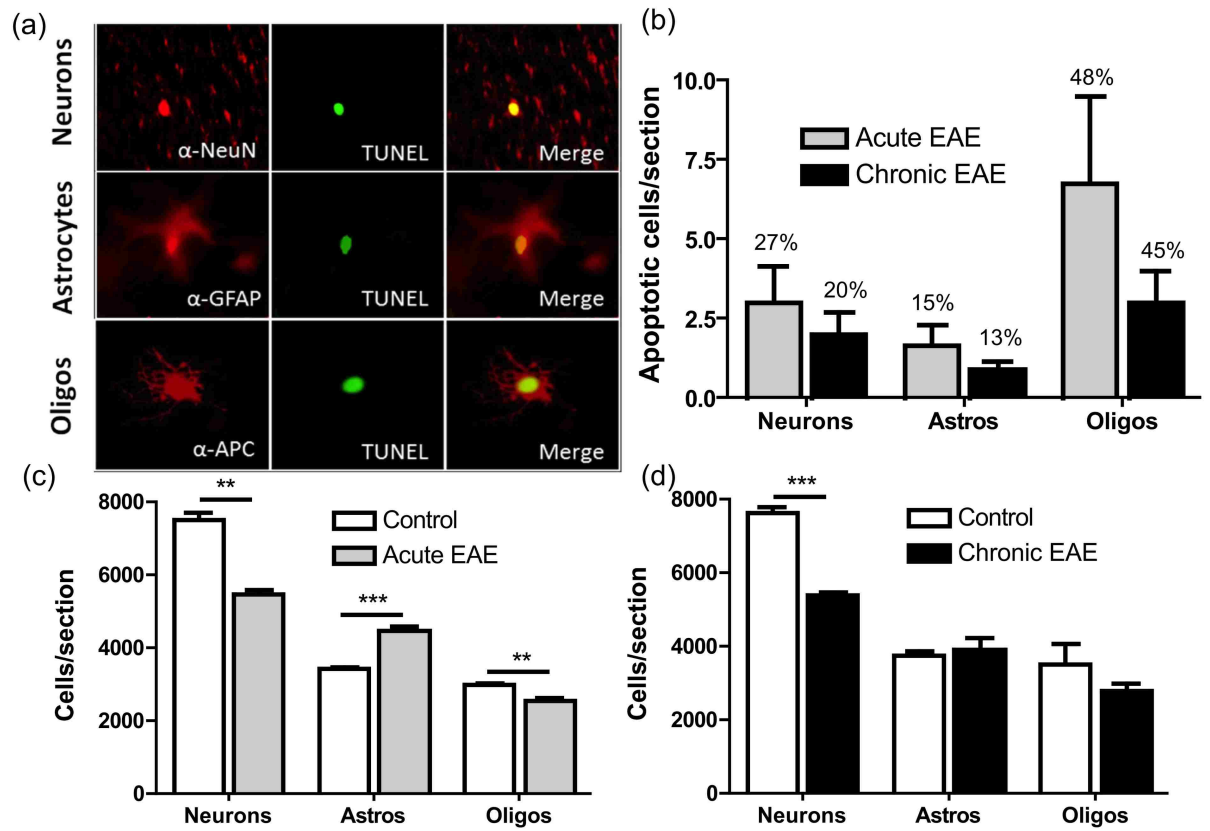 (a)
Neurons
α-NeuN
TUNEL
Merge
Astrocytes
α-GFAP
TUNEL
Merge
Oligos
α-APC
TUNEL
Merge
(b)
Apoptotic cells/section
10.0
7.5
5.0
2.5
0.0
Acute EAE
Chronic EAE
27%
20%
15%
13%
48%
45%
Neurons
Astros
Oligos
(c)
Cells/section
8000
6000
4000
2000
0
**
***
**
Control
Acute EAE
Neurons
Astros
Oligos
(d)
Cells/section
8000
6000
4000
2000
0
***
Control
Chronic EAE
Neurons
Astros
Oligos